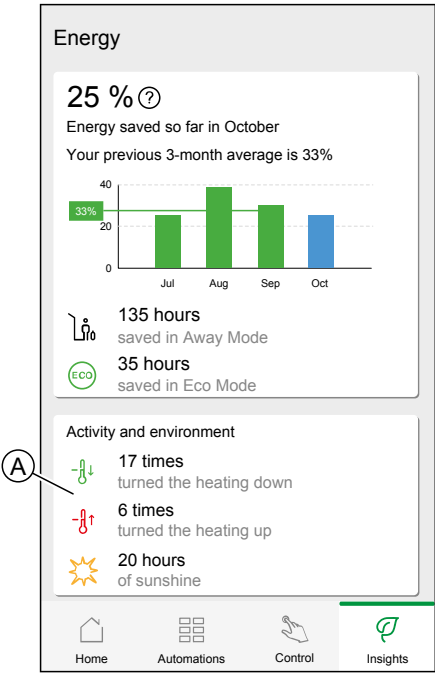 Energy
25 % ?
Energy saved so far in October
Your previous 3-month average is 33%
40
33%
20
0
Jul Aug Sep Oct
135 hours
saved in Away Mode
ECO
35 hours
saved in Eco Mode
Activity and environment
A
17 times
turned the heating down
6 times
turned the heating up
20 hours
of sunshine
Home Automations Control Insights